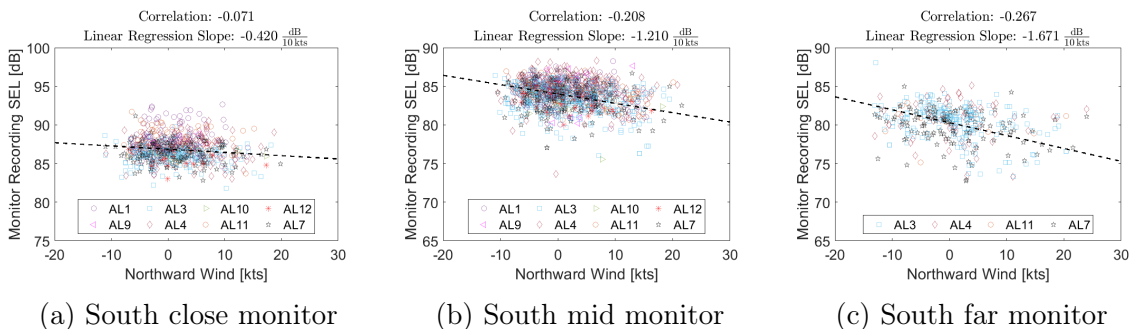 Correlation: -0.071
Linear Regression Slope: -0.420 dB/10 kts
100
95
90
85
80
75
Monitor Recording SEL [dB]
AL1 AL3 AL10 AL12
AL9 AL4 AL11 AL7
-20 -10 0 10 20 30
Northward Wind [kts]
(a) South close monitor
Correlation: -0.208
Linear Regression Slope: -1.210 dB/10 kts
90
85
80
75
70
65
Monitor Recording SEL [dB]
AL1 AL3 AL10 AL12
AL9 AL4 AL11 AL7
-20 -10 0 10 20 30
Northward Wind [kts]
(b) South mid monitor
Correlation: -0.267
Linear Regression Slope: -1.671 dB/10 kts
90
85
80
75
70
65
Monitor Recording SEL [dB]
AL3 AL4 AL11 AL7
-20 -10 0 10 20 30
Northward Wind [kts]
(c) South far monitor